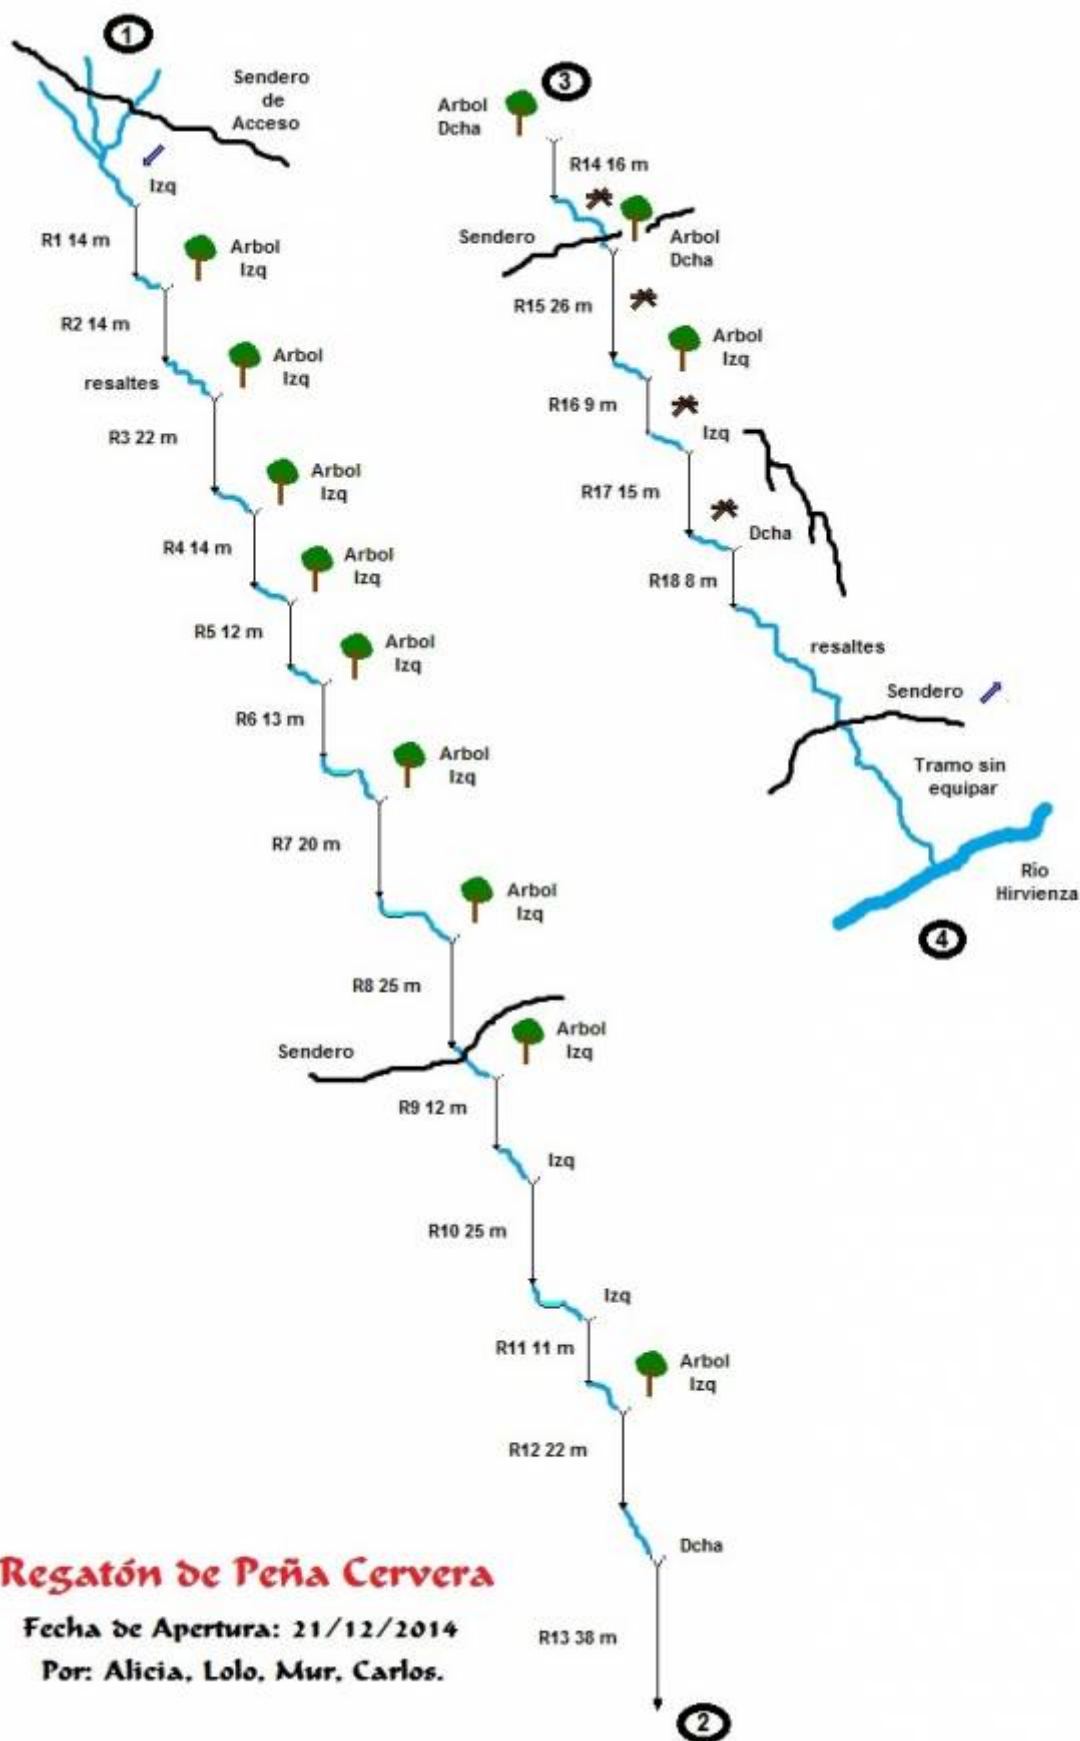 1
Sendero
de
Acceso
Izq
R1 14 m
Arbol
Izq
R2 14 m
resaltes
Arbol
Izq
R3 22 m
Arbol
Izq
R4 14 m
Arbol
Izq
R5 12 m
Arbol
Izq
R6 13 m
Arbol
Izq
R7 20 m
Arbol
Izq
R8 25 m
Sendero
Arbol
Izq
R9 12 m
Izq
R10 25 m
Izq
R11 11 m
Arbol
Izq
R12 22 m
Dcha
R13 38 m
2
3
Arbol
Dcha
R14 16 m
Sendero
Arbol
Dcha
R15 26 m
Arbol
Izq
R16 9 m
Izq
R17 15 m
Dcha
R18 8 m
resaltes
Sendero
Tramo sin
equipar
Rio
Hirvienza
4
Regatón de Peña Cervera
Fecha de Apertura: 21/12/2014
Por: Alicia, Lolo, Mur, Carlos.